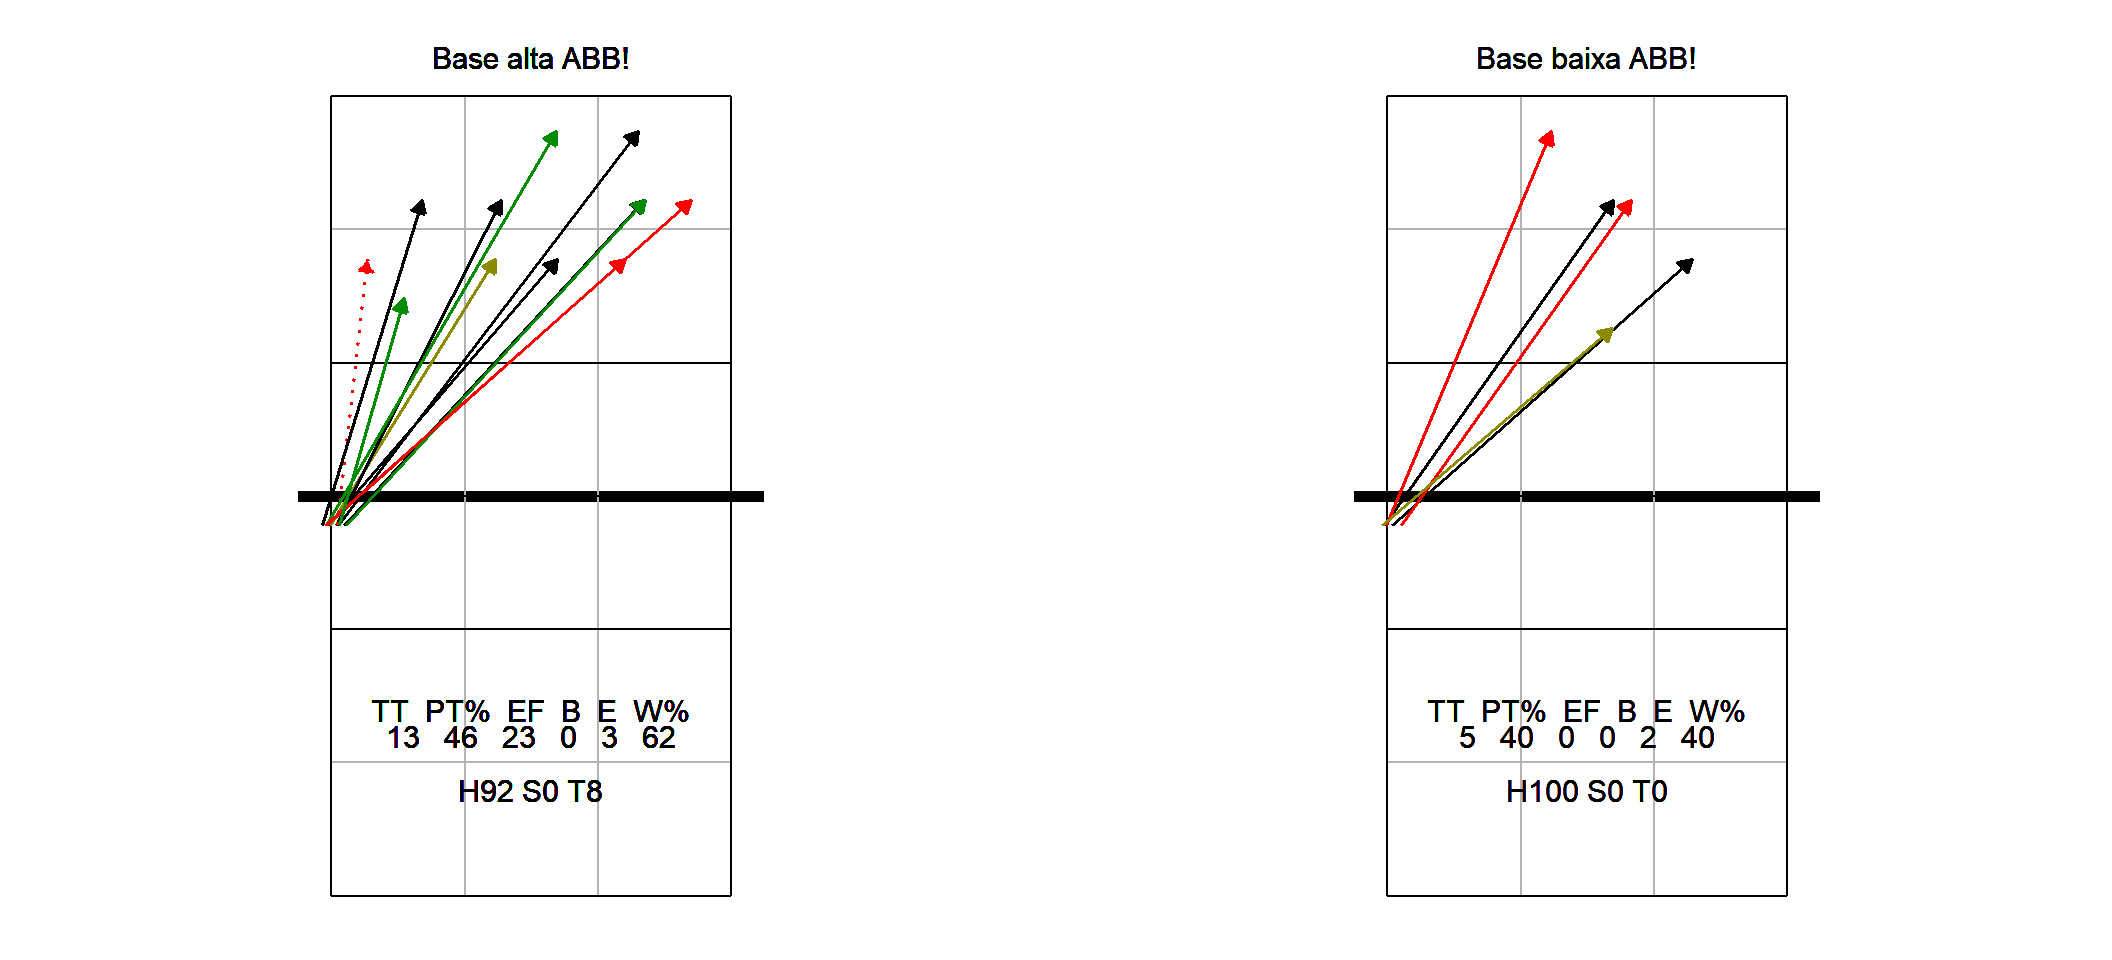 Base alta ABB!
TT PT% EF B E W%
13 46 23 0 3 62
H92 S0 T8
Base baixa ABB!
TT PT% EF B E W%
5 40 0 0 2 40
H100 S0 T0